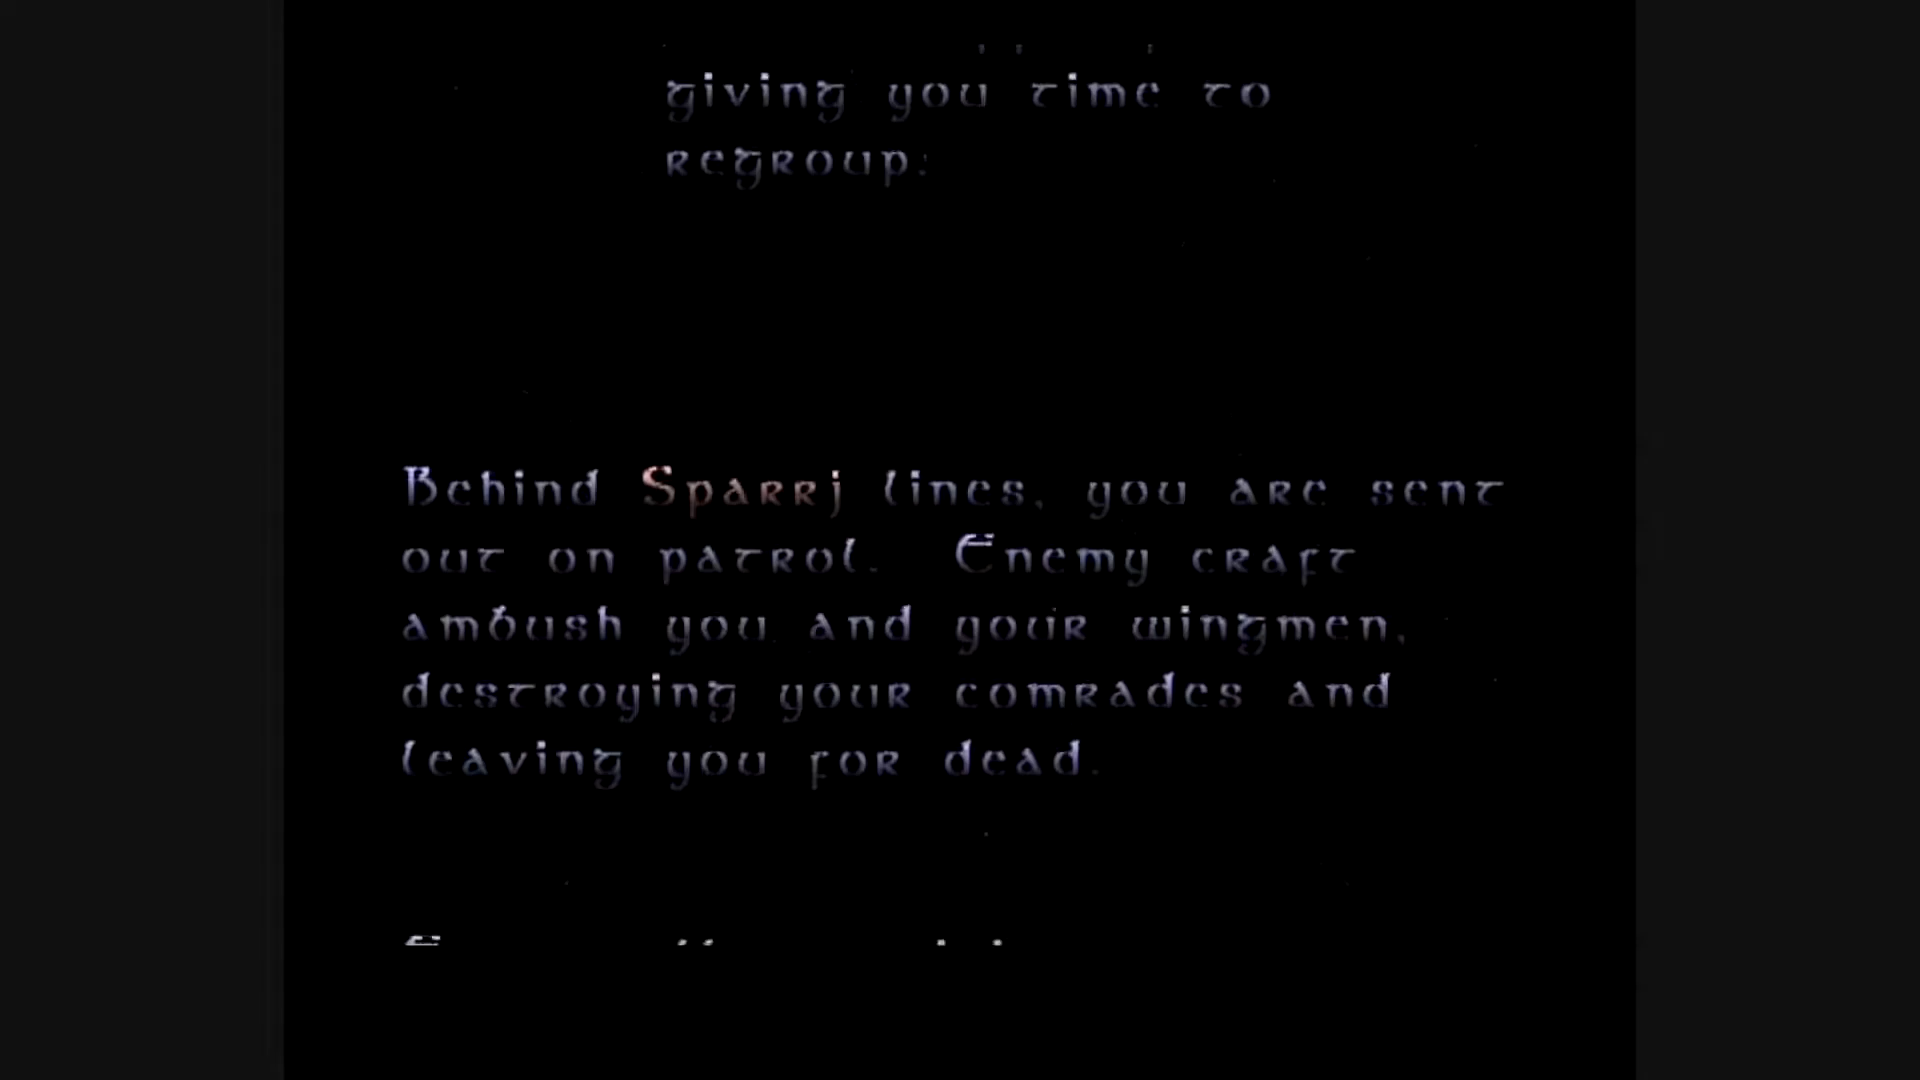 giving you time to
regroup.
Behind Sparrj lines, you are sent
out on patrol. Enemy craft
ambush you and your wingmen,
destroying your comrades and
leaving you for dead.